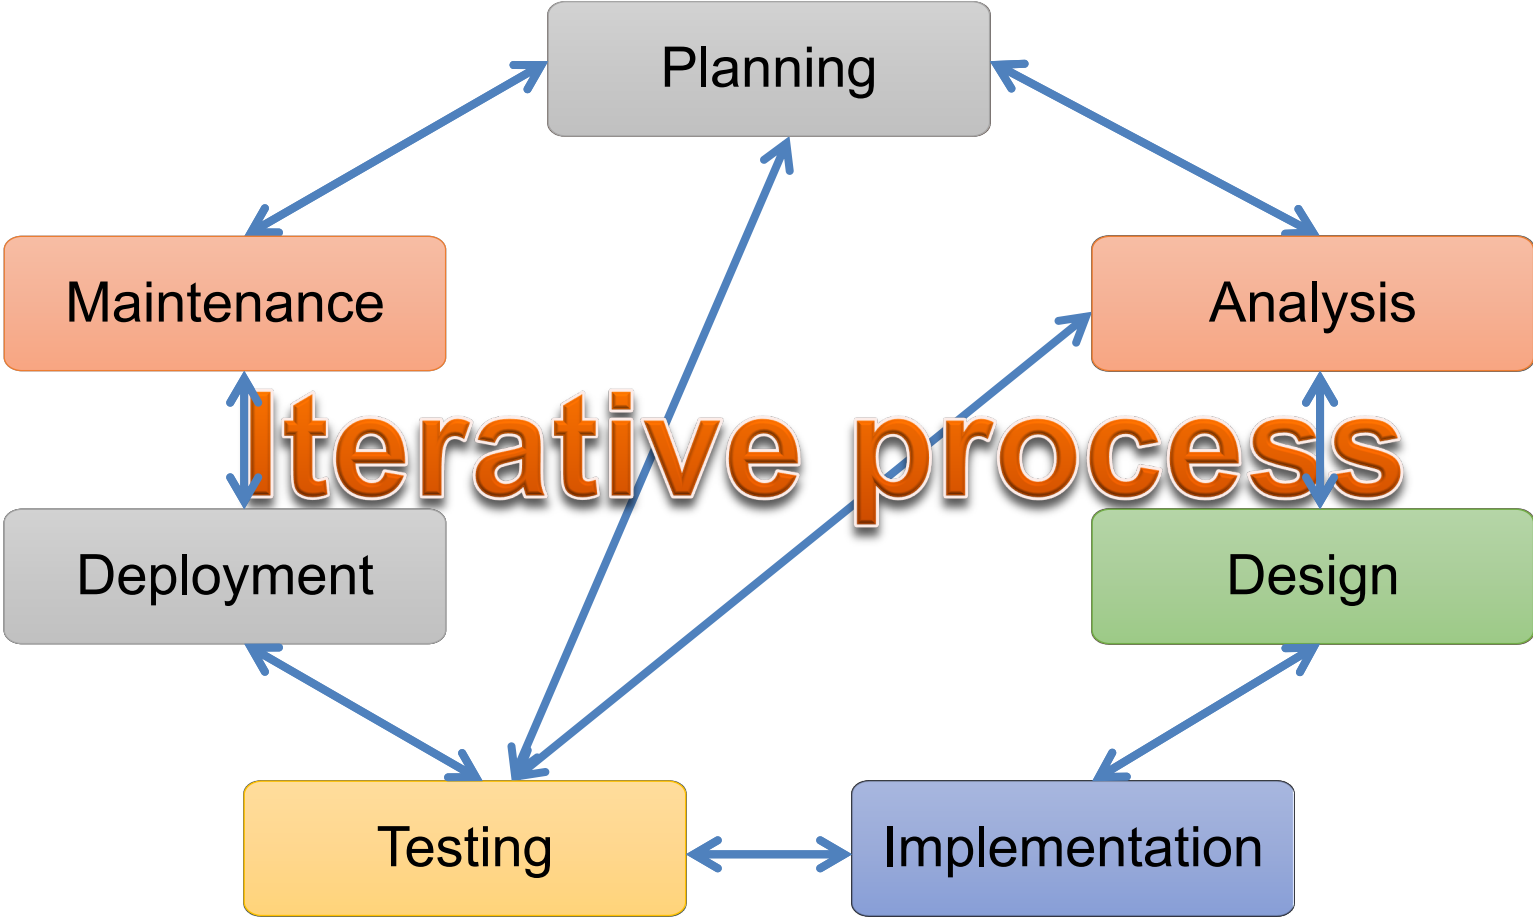 Planning
Maintenance
Analysis
Iterative process
Deployment
Design
Testing
Implementation